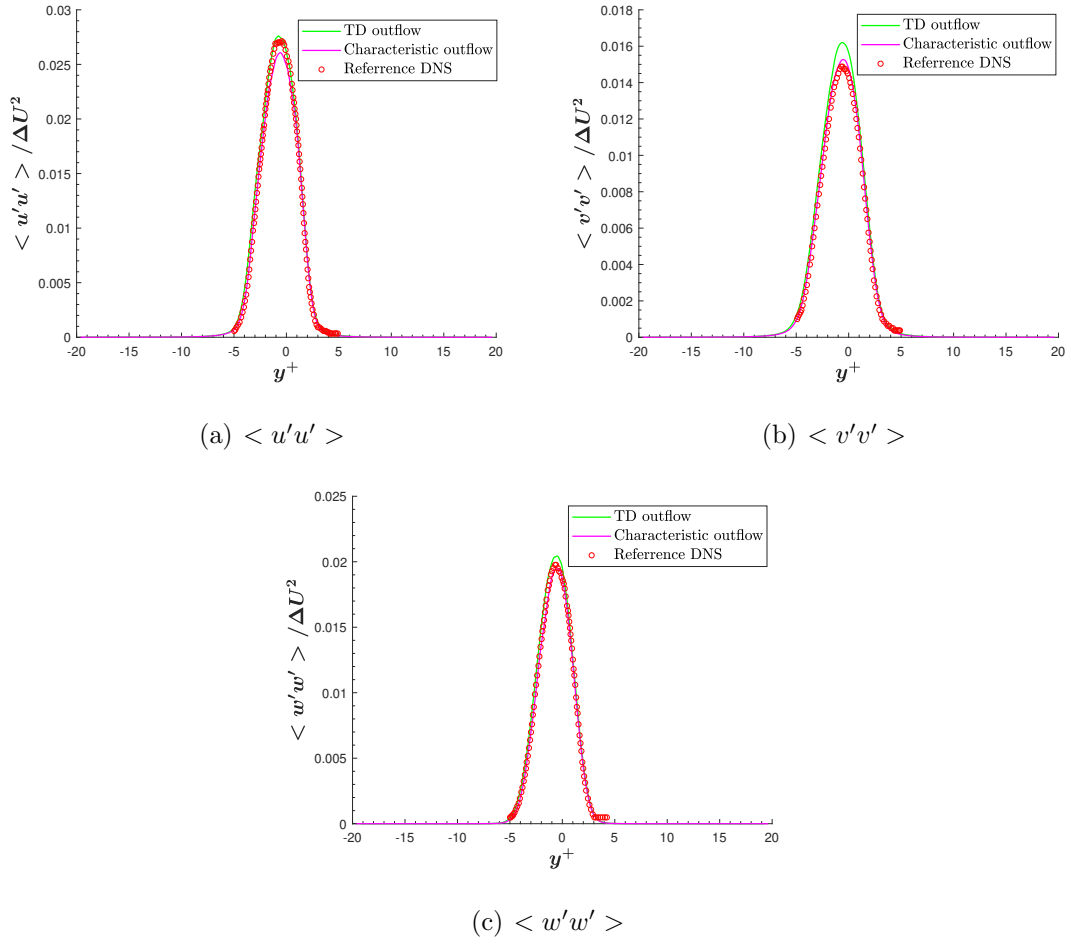 0.03
0.025
0.02
0.015
0.01
0.005
0
-20 -15 -10 -5 0 5 10 15 20
y⁺
< u′u′ > /ΔU²
TD outflow
Characteristic outflow
Referrence DNS
(a) < u′u′ >
0.018
0.016
0.014
0.012
0.01
0.008
0.006
0.004
0.002
0
-20 -15 -10 -5 0 5 10 15 20
y⁺
< v′v′ > /ΔU²
TD outflow
Characteristic outflow
Referrence DNS
(b) < v′v′ >
0.025
0.02
0.015
0.01
0.005
0
-20 -15 -10 -5 0 5 10 15 20
y⁺
< w′w′ > /ΔU²
TD outflow
Characteristic outflow
Referrence DNS
(c) < w′w′ >